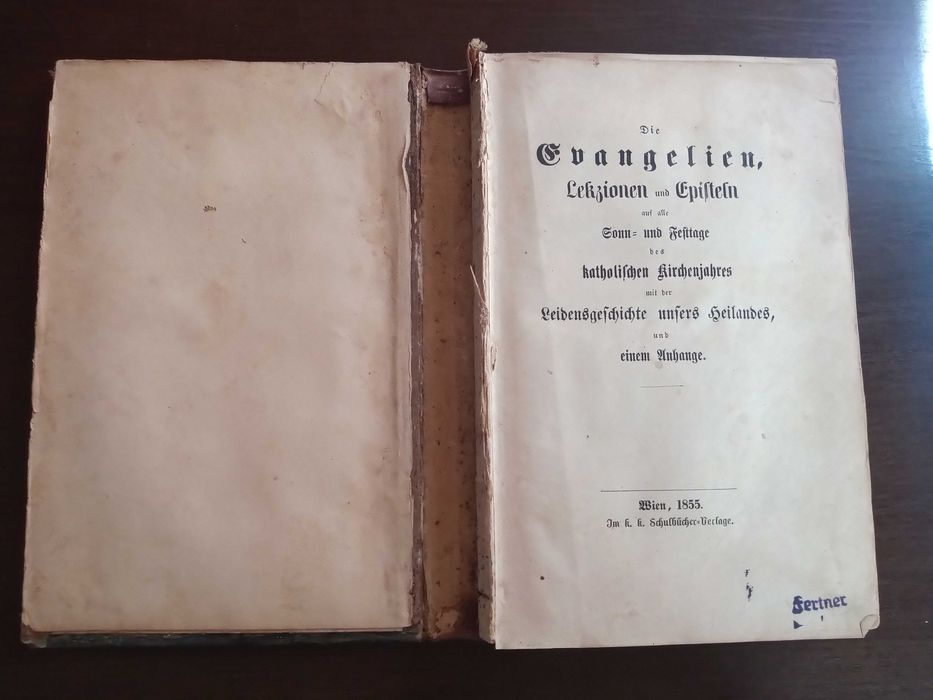 Die
Evangelien,
Lekzionen und Episteln
auf alle
Sonn= und Festtage
des
katholischen Kirchenjahres
mit der
Leidensgeschichte unsers Heilandes,
und
einem Anhange.
Wien, 1855.
Im k. k. Schulbücher=Verlage.
Fertner